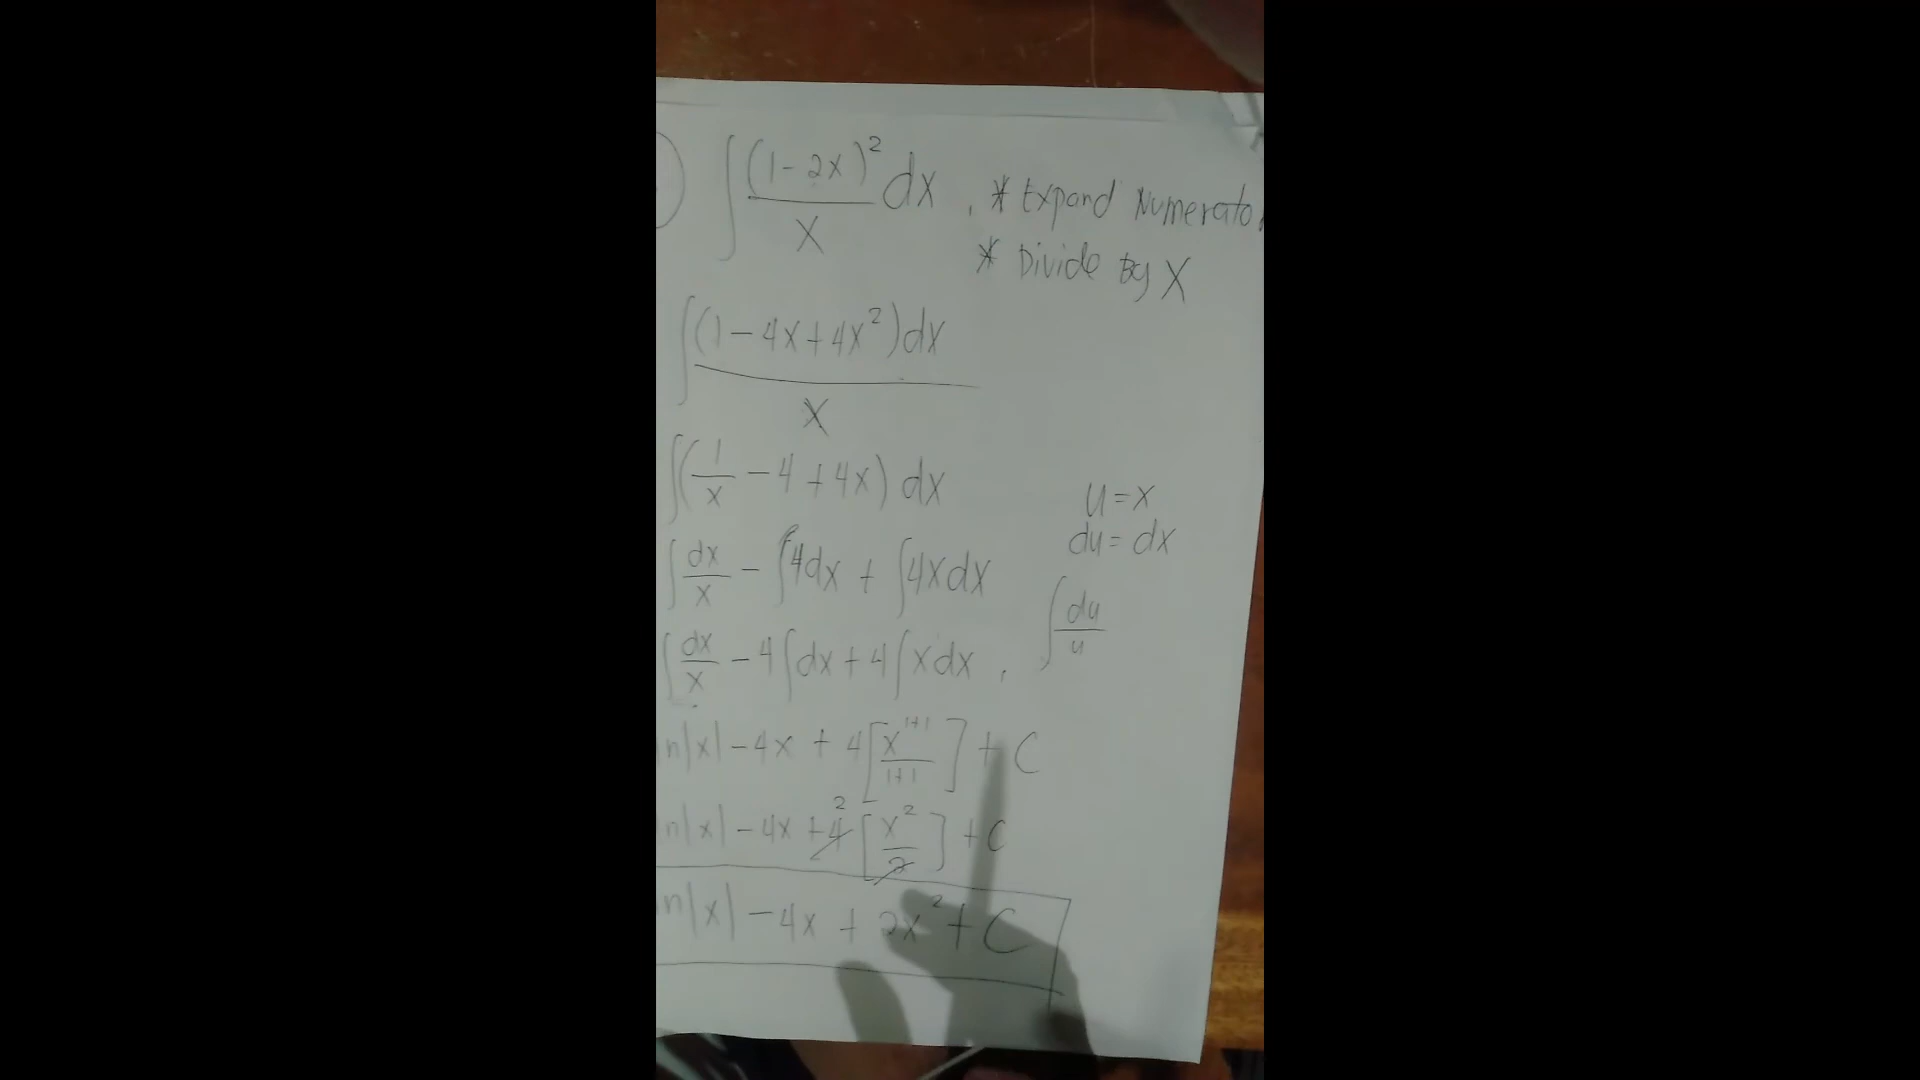 ∫ (1-2x)² / x dx , * Expand Numerato
* Divide By X
∫ (1-4x+4x²)dx / x
∫ (1/x - 4 + 4x) dx
u = x
du = dx
∫ dx/x - ∫4dx + ∫4xdx
∫ du/u
∫ dx/x - 4∫dx + 4∫xdx ,
n|x| - 4x + 4[x^(1+1) / 1+1] + C
n|x| - 4x + 4 2 [x² / 2] + C
n|x| - 4x + 2x² + C